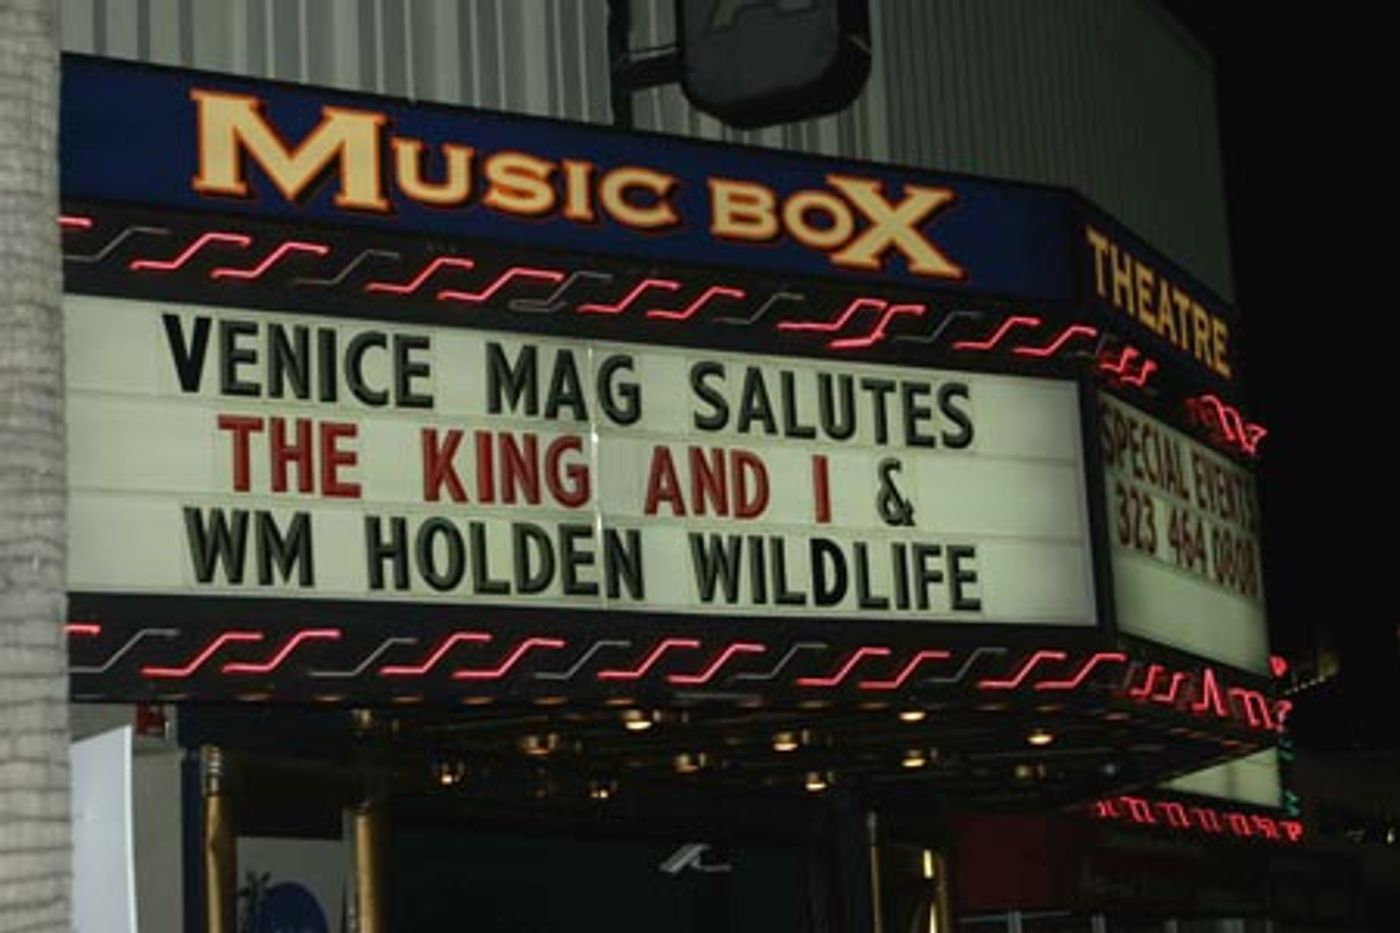 MUSIC BOX
THEATRE
VENICE MAG SALUTES
THE KING AND I &
WM HOLDEN WILDLIFE
SPECIAL EVENTS
323 464 0808